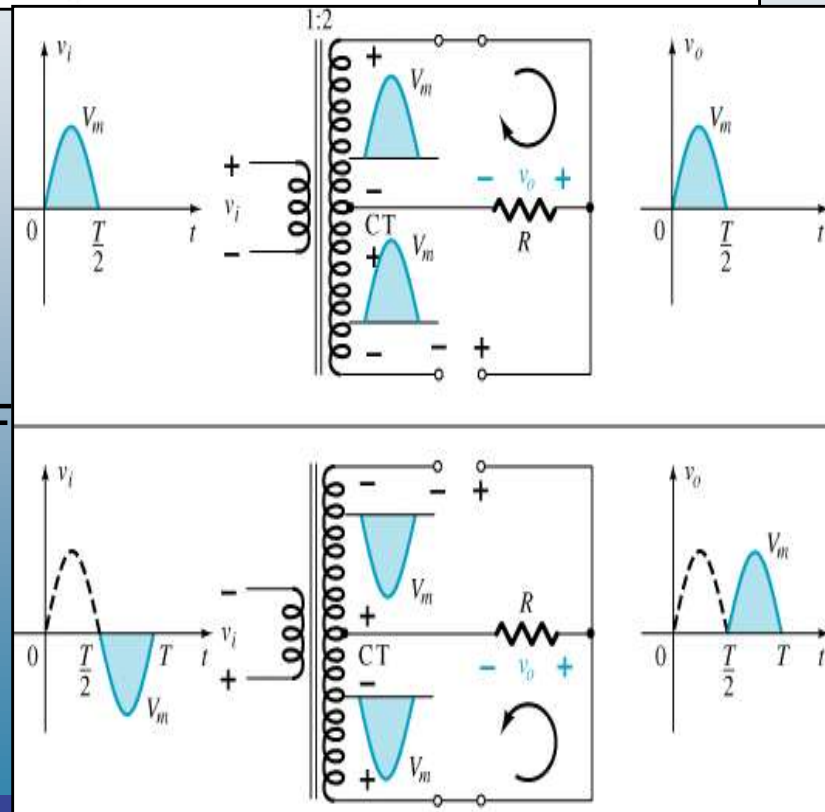 1:2
v_i
V_m
0
T/2
t
+
v_i
−
+
V_m
−
CT
+
V_m
−
− v_o +
R
− +
v_o
V_m
0
T/2
t
v_i
0
T/2
T
t
V_m
−
v_i
+
−
− +
V_m
+
CT
−
V_m
+
R
− v_o +
v_o
V_m
0
T/2
T
t